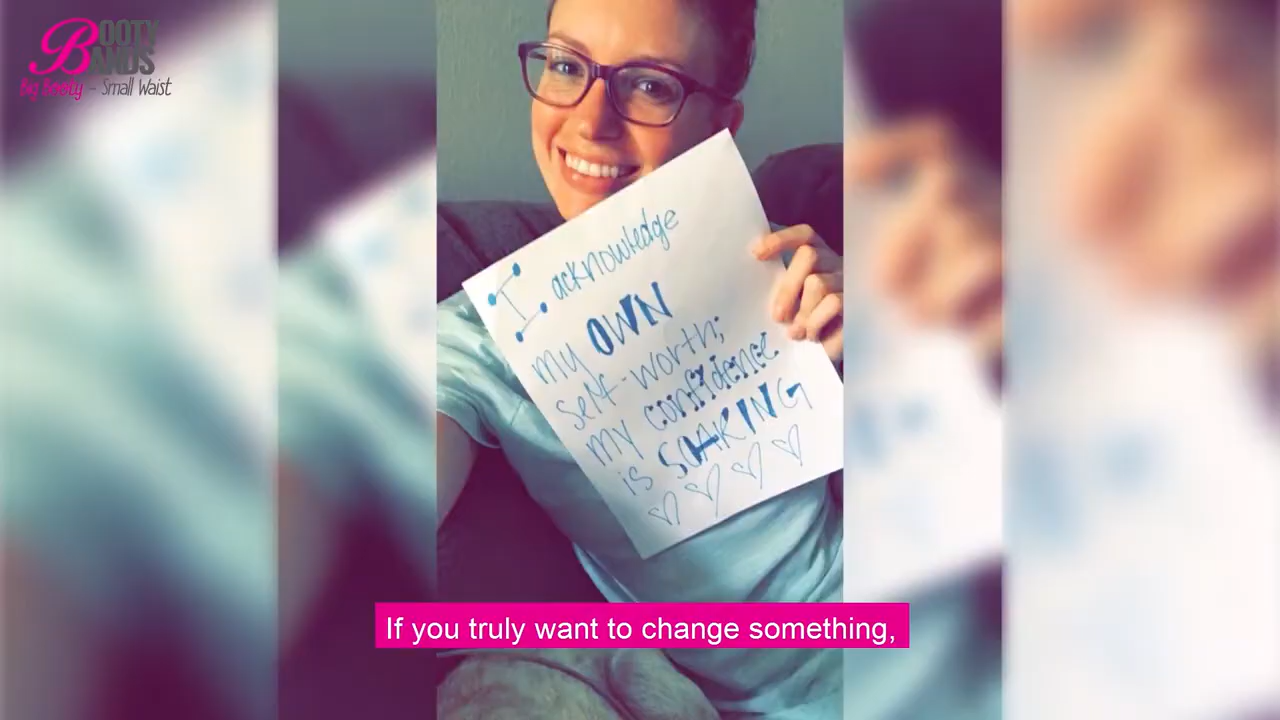 BOOTY
BANDS
Big Booty - Small Waist
I acknowledge
my OWN
self-worth;
my confidence
is SOARING
If you truly want to change something,